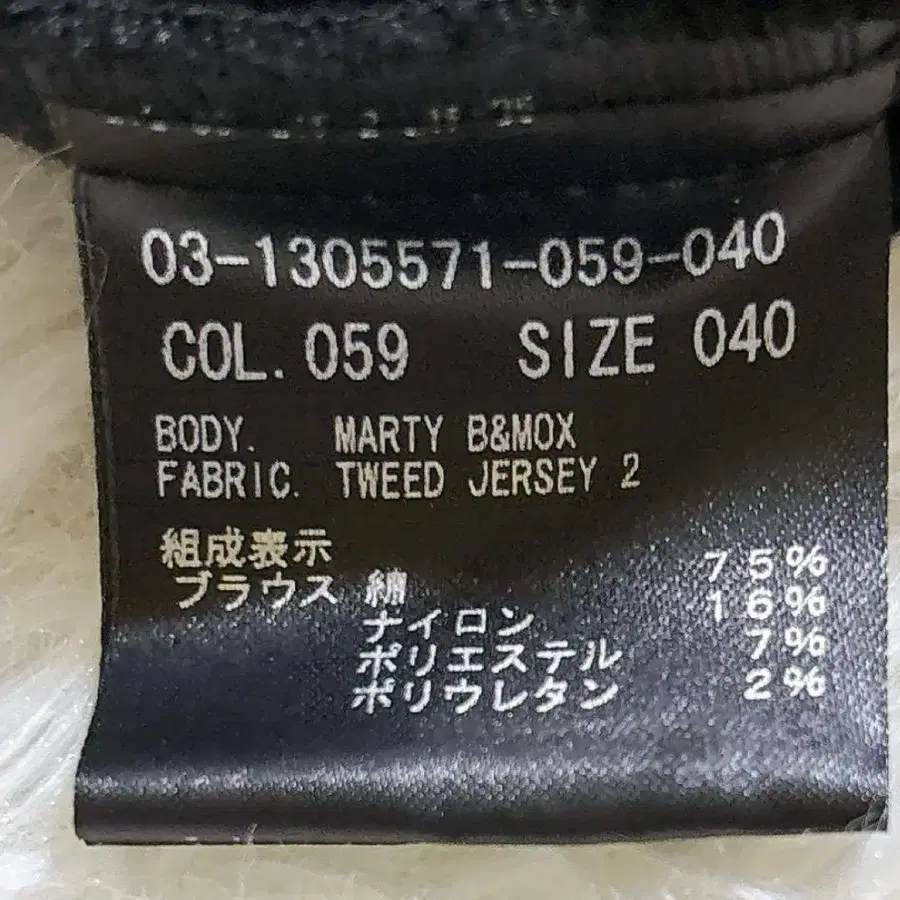 03-1305571-059-040
COL. 059 SIZE 040
BODY. MARTY B&MOX
FABRIC. TWEED JERSEY 2
組成表示
ブラウス 綿 75%
ナイロン 16%
ポリエステル 7%
ポリウレタン 2%